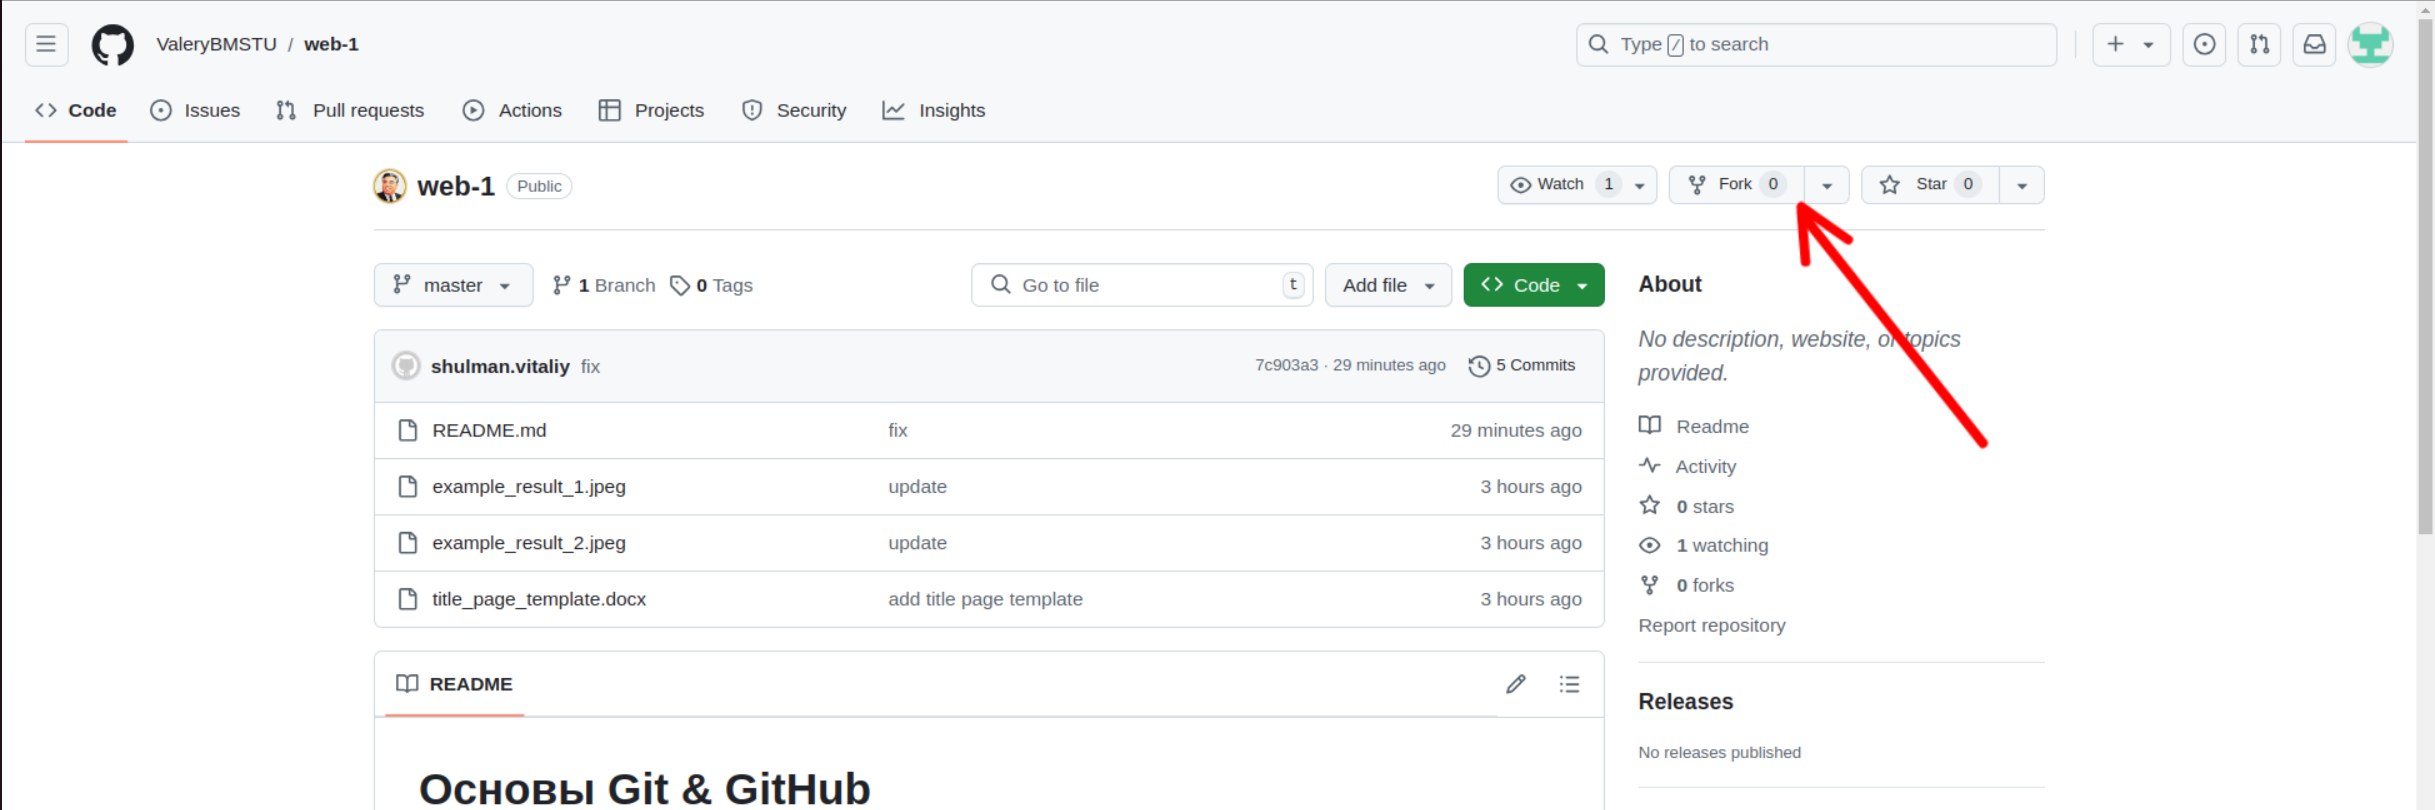 ValeryBMSTU / web-1
Type / to search
Code Issues Pull requests Actions Projects Security Insights
web-1 Public
Watch 1 Fork 0 Star 0
master 1 Branch 0 Tags Go to file t Add file Code
shulman.vitaliy fix 7c903a3 · 29 minutes ago 5 Commits
README.md fix 29 minutes ago
example_result_1.jpeg update 3 hours ago
example_result_2.jpeg update 3 hours ago
title_page_template.docx add title page template 3 hours ago
README
Основы Git & GitHub
About
No description, website, or topics
provided.
Readme
Activity
0 stars
1 watching
0 forks
Report repository
Releases
No releases published